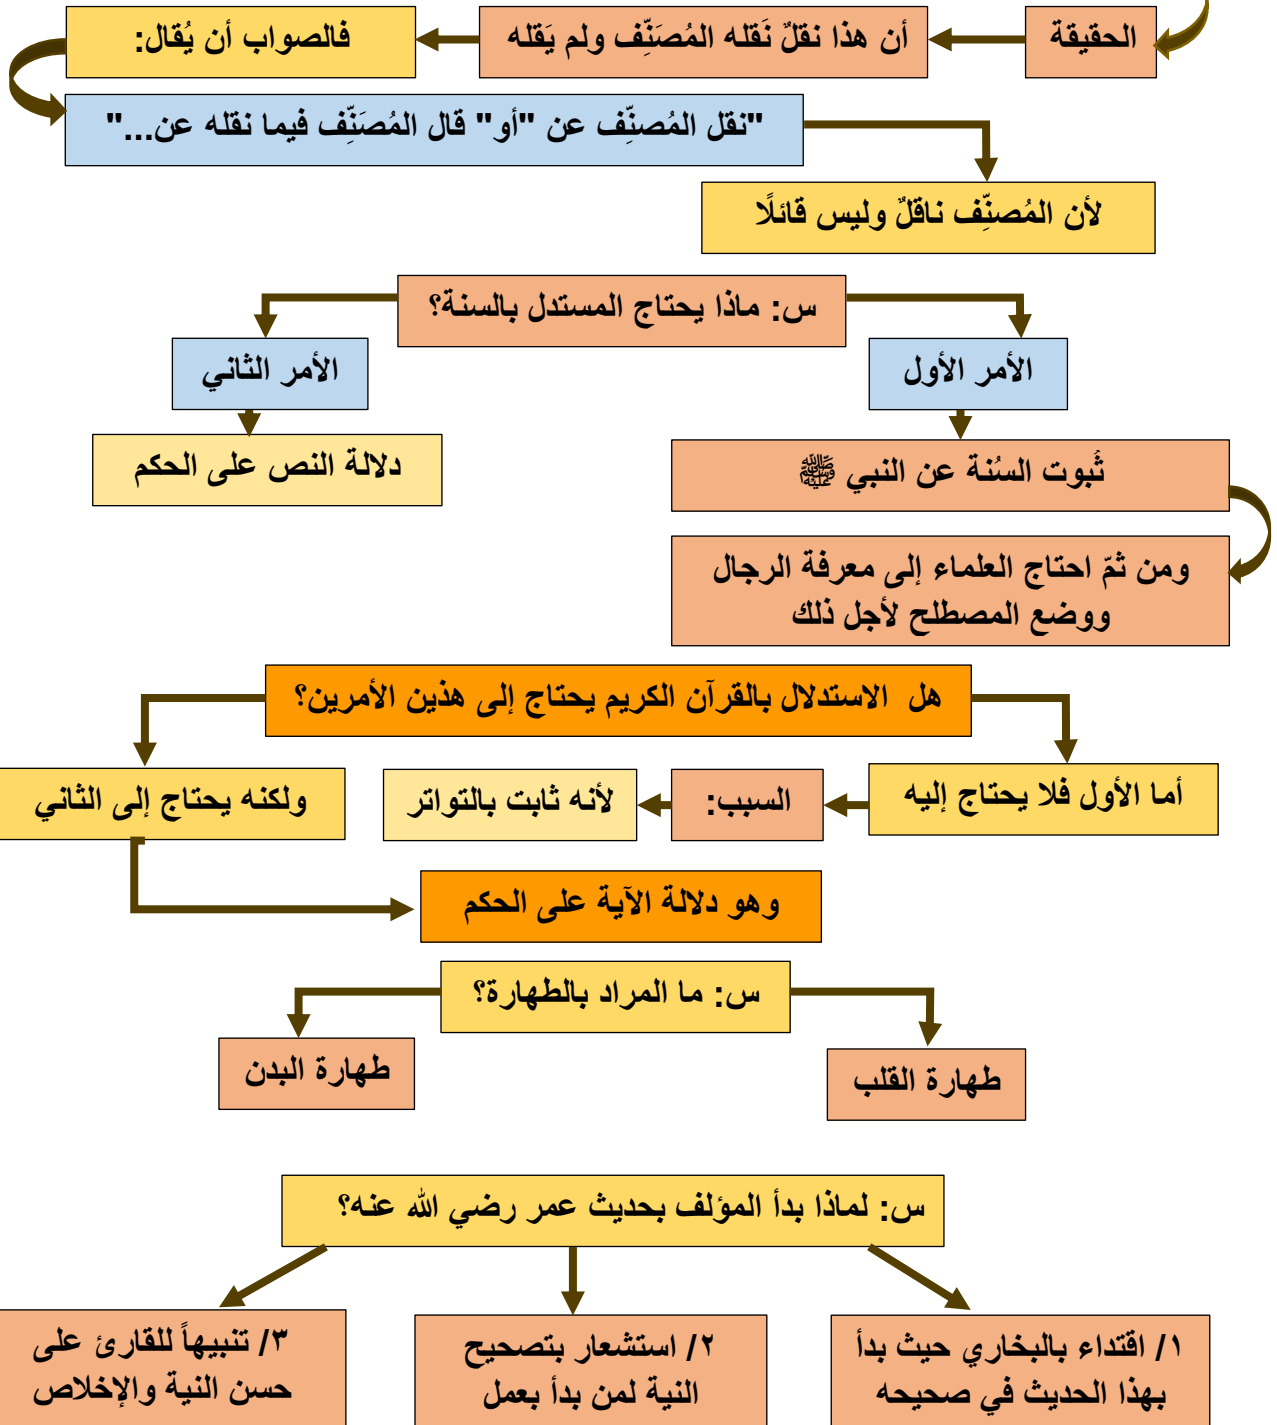 الحقيقة
أن هذا نقلٌ نَقله المُصَنِّف ولم يَقله
فالصواب أن يُقال:
"نقل المُصنِّف عن "أو" قال المُصَنِّف فيما نقله عن..."
لأن المُصنِّف ناقلٌ وليس قائلًا
س: ماذا يحتاج المستدل بالسنة؟
الأمر الأول
الأمر الثاني
ثُبوت السُنة عن النبي ﷺ
دلالة النص على الحكم
ومن ثمّ احتاج العلماء إلى معرفة الرجال
ووضع المصطلح لأجل ذلك
هل الاستدلال بالقرآن الكريم يحتاج إلى هذين الأمرين؟
أما الأول فلا يحتاج إليه
السبب:
لأنه ثابت بالتواتر
ولكنه يحتاج إلى الثاني
وهو دلالة الآية على الحكم
س: ما المراد بالطهارة؟
طهارة القلب
طهارة البدن
س: لماذا بدأ المؤلف بحديث عمر رضي الله عنه؟
١/ اقتداء بالبخاري حيث بدأ
بهذا الحديث في صحيحه
٢/ استشعار بتصحيح
النية لمن بدأ بعمل
٣/ تنبيهاً للقارئ على
حسن النية والإخلاص